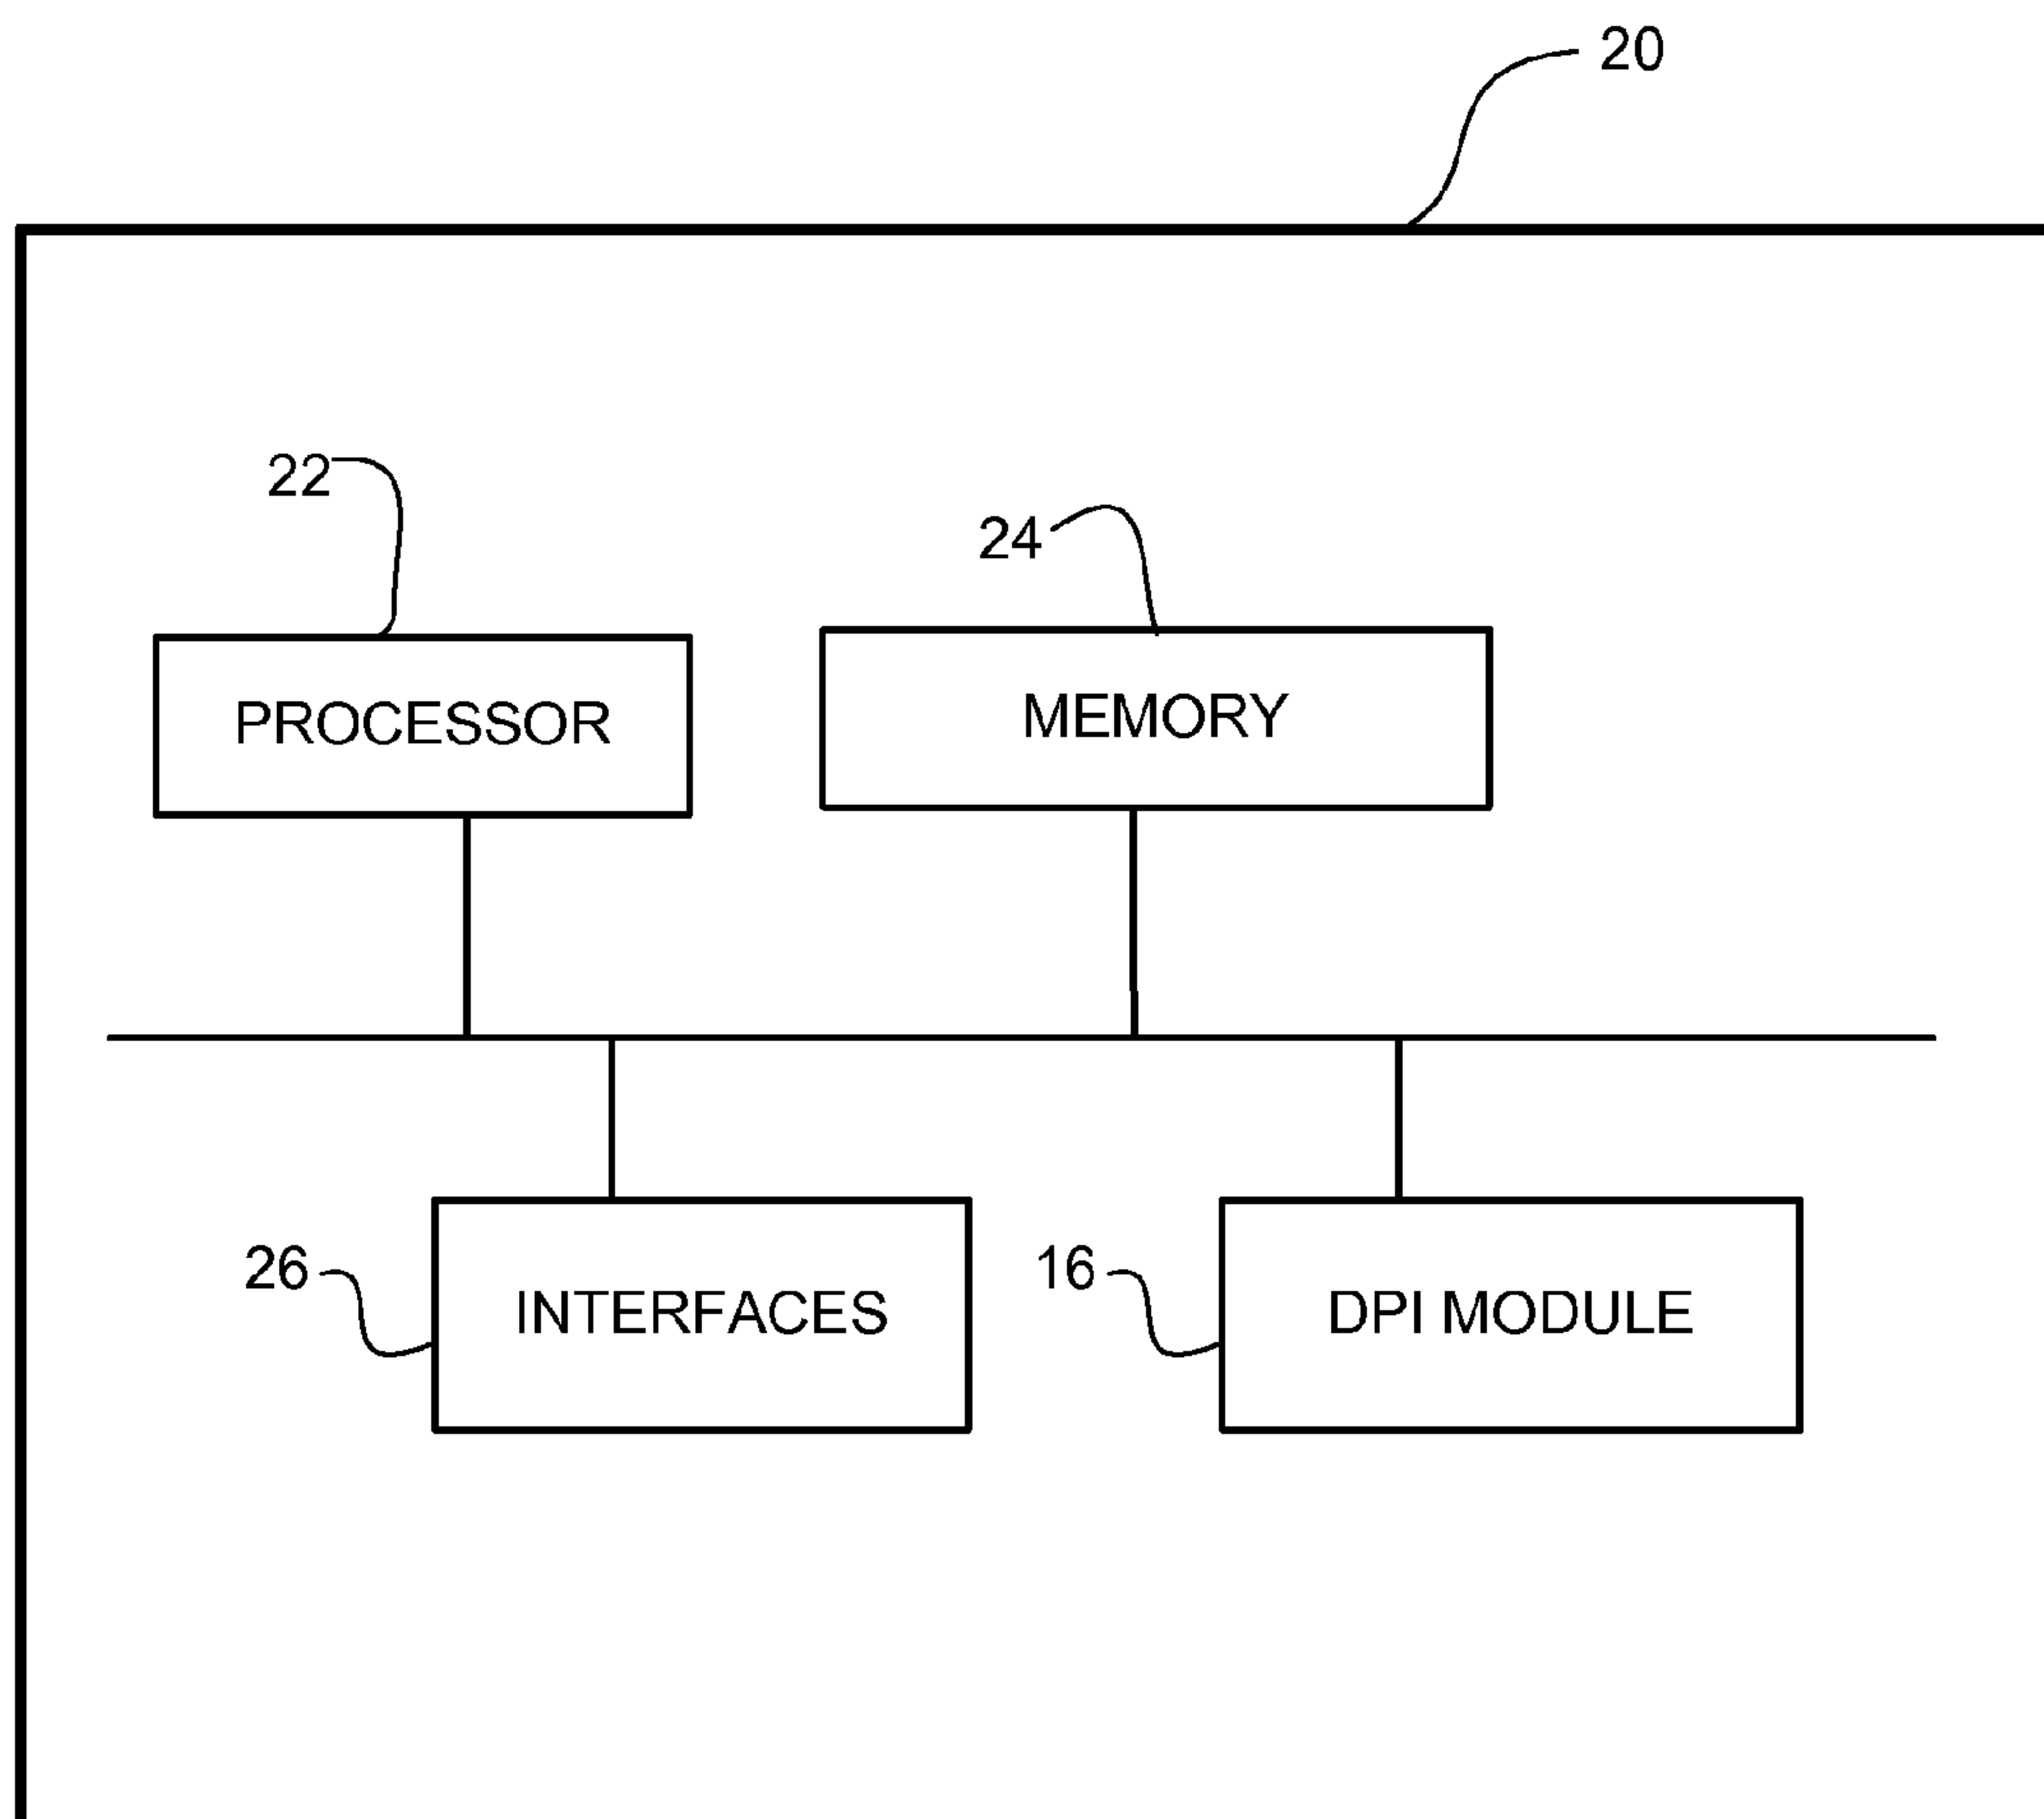 20
22
24
PROCESSOR
MEMORY
26
16
INTERFACES
DPI MODULE